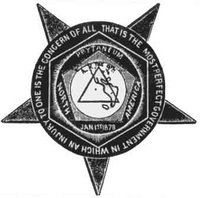 THAT IS THE MOST PERFECT GOVERNMENT IN WHICH AN INJURY TO ONE IS THE CONCERN OF ALL
PRYTANEUM
NORTH
AMERICA
JAN 1ST 1878